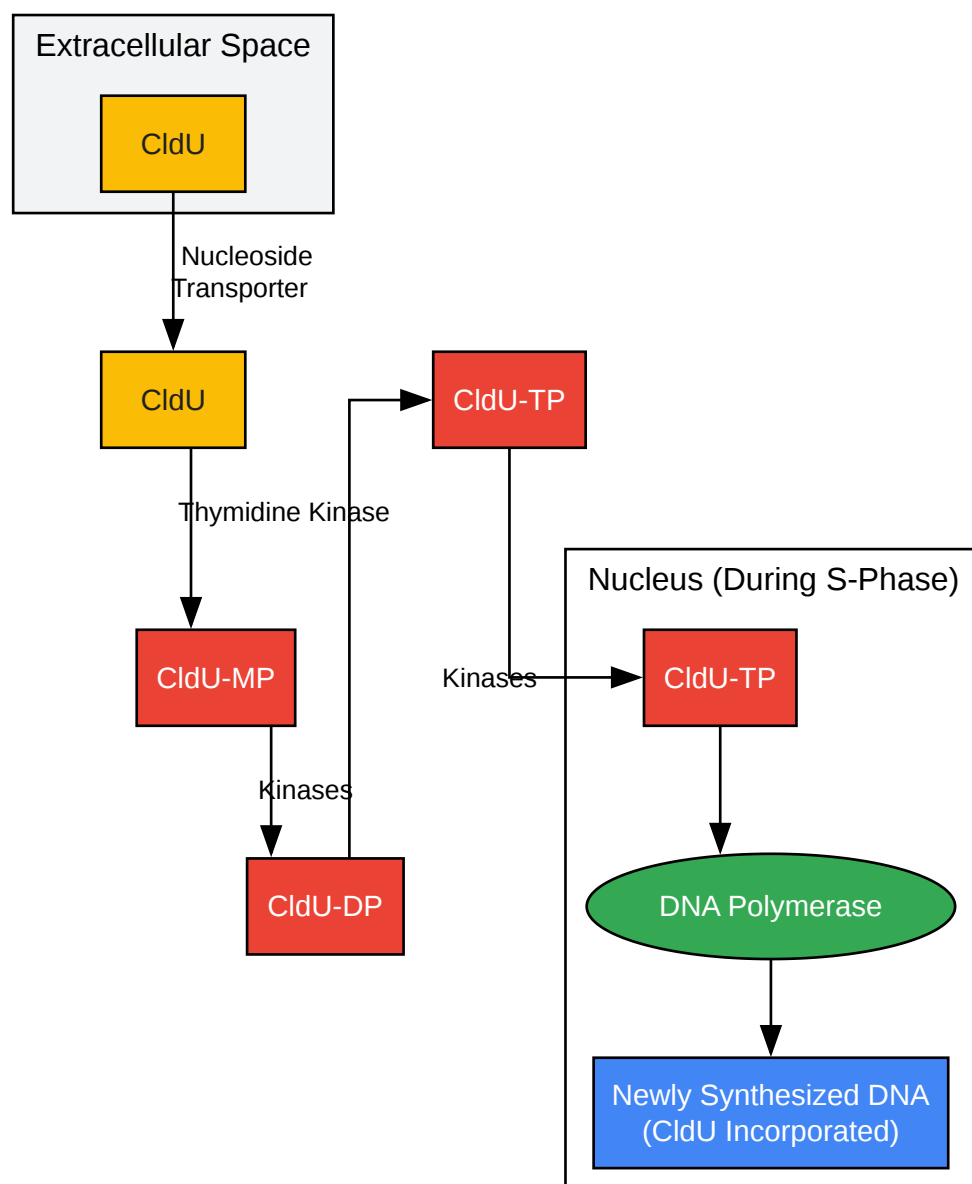 Extracellular Space
CldU
Nucleoside
Transporter
CldU
CldU-TP
Thymidine Kinase
Nucleus (During S-Phase)
CldU-MP
Kinases
CldU-TP
Kinases
CldU-DP
DNA Polymerase
Newly Synthesized DNA
(CldU Incorporated)